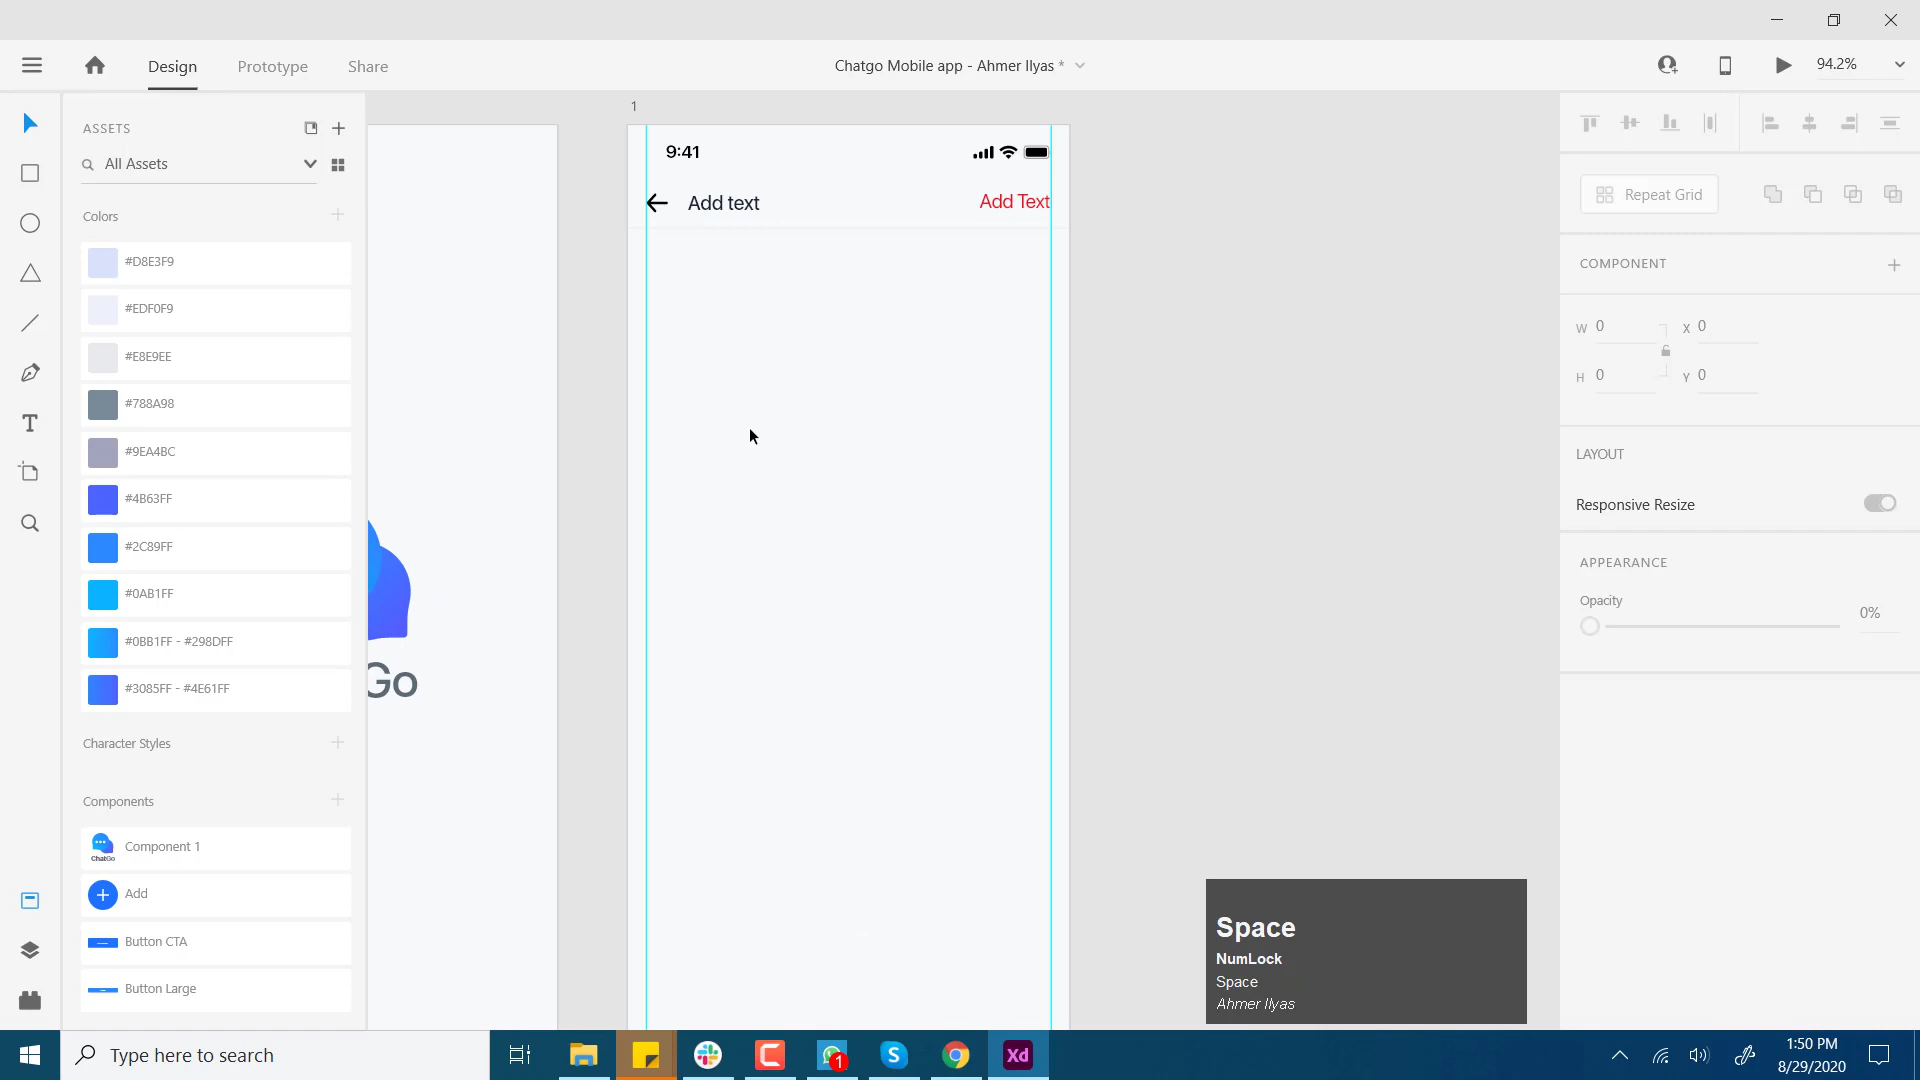 Design
Prototype
Share
Chatgo Mobile app - Ahmer Ilyas *
94.2%
ASSETS
All Assets
Colors
#D8E3F9
#EDF0F9
#E8E9EE
#788A98
#9EA4BC
#4B63FF
#2C89FF
#0AB1FF
#0BB1FF - #298DFF
#3085FF - #4E61FF
Character Styles
Components
ChatGo
Component 1
Add
Button CTA
Button Large
Go
1
9:41
Add text
Add Text
Repeat Grid
COMPONENT
W 0
X 0
H 0
Y 0
LAYOUT
Responsive Resize
APPEARANCE
Opacity
0%
Space
NumLock
Space
Ahmer Ilyas
Type here to search
1
Xd
1:50 PM
8/29/2020